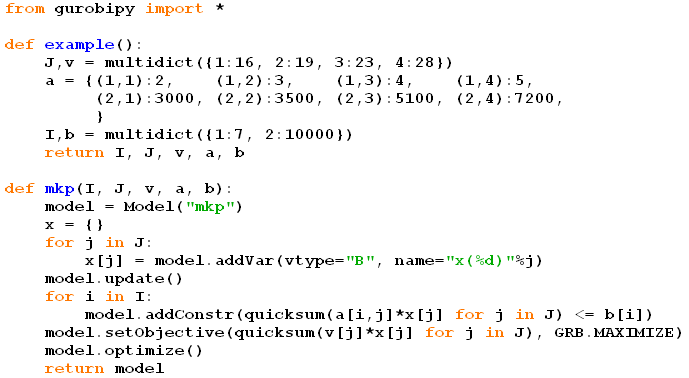 from gurobipy import *

def example():
    J,v = multidict({1:16, 2:19, 3:23, 4:28})
    a = {(1,1):2,    (1,2):3,    (1,3):4,    (1,4):5,
         (2,1):3000, (2,2):3500, (2,3):5100, (2,4):7200,
         }
    I,b = multidict({1:7, 2:10000})
    return I, J, v, a, b

def mkp(I, J, v, a, b):
    model = Model("mkp")
    x = {}
    for j in J:
        x[j] = model.addVar(vtype="B", name="x(%d)"%j)
    model.update()
    for i in I:
        model.addConstr(quicksum(a[i,j]*x[j] for j in J) <= b[i])
    model.setObjective(quicksum(v[j]*x[j] for j in J), GRB.MAXIMIZE)
    model.optimize()
    return model